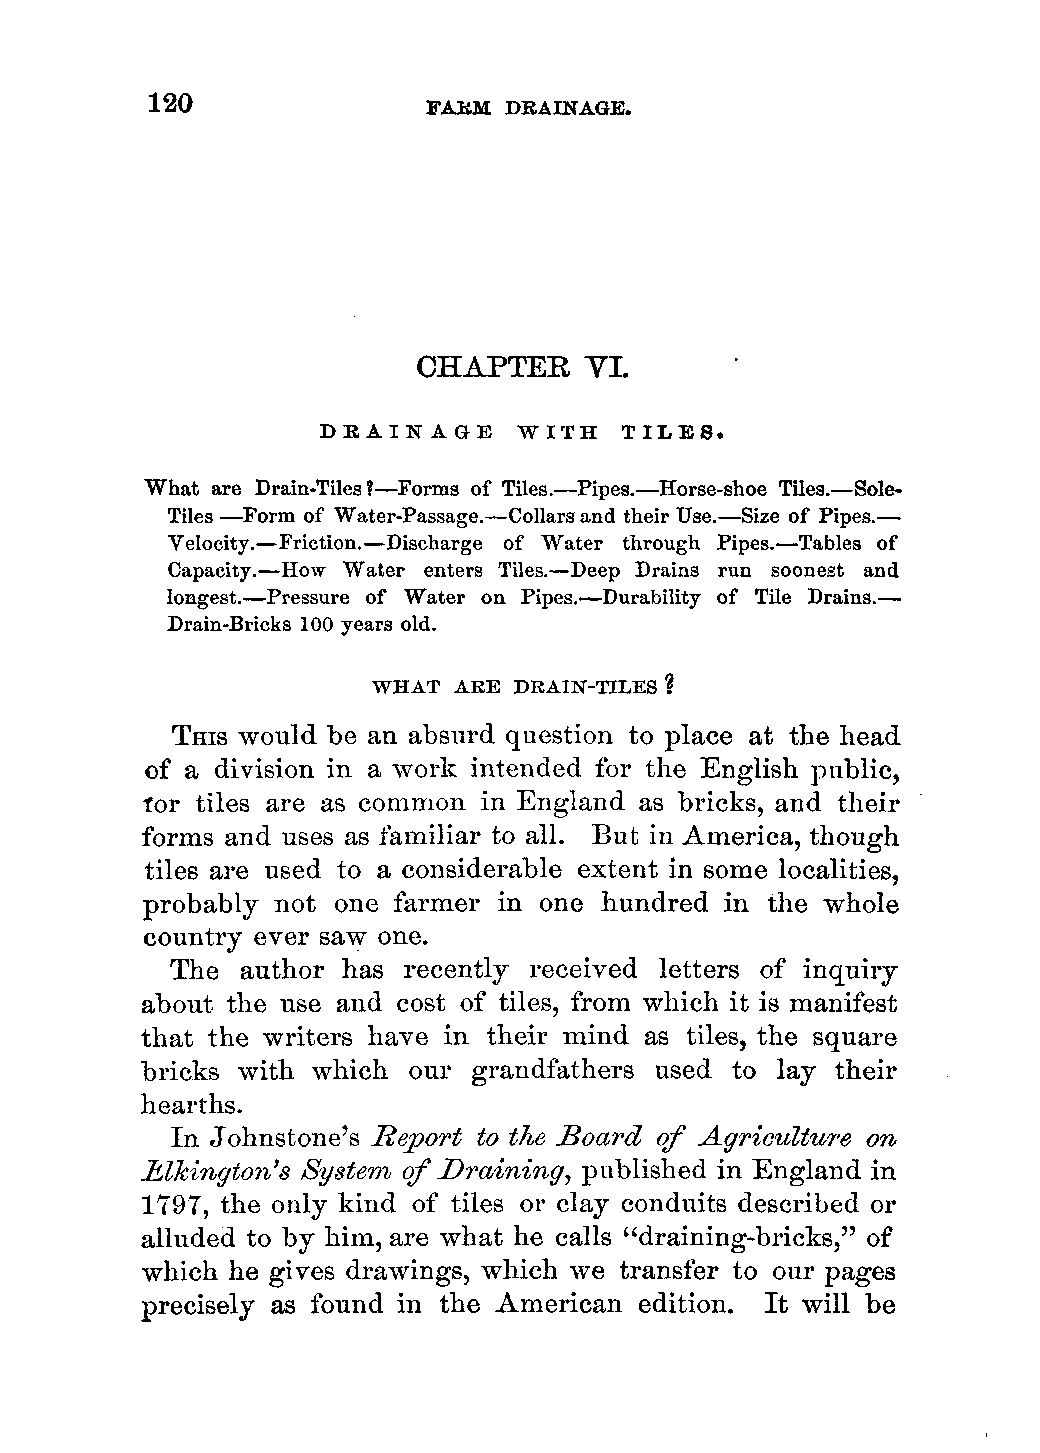 120
FARM DRAINAGE.
CHAPTER VI.
DRAINAGE WITH TILES.
What are Drain-Tiles?—Forms of Tiles.—Pipes.—Horse-shoe Tiles.—Sole-
Tiles —Form of Water-Passage.—Collars and their Use.—Size of Pipes.—
Velocity.—Friction.—Discharge of Water through Pipes.—Tables of
Capacity.—How Water enters Tiles.—Deep Drains run soonest and
longest.—Pressure of Water on Pipes.—Durability of Tile Drains.—
Drain-Bricks 100 years old.
WHAT ARE DRAIN-TILES?
THIS would be an absurd question to place at the head
of a division in a work intended for the English public,
for tiles are as common in England as bricks, and their
forms and uses as familiar to all. But in America, though
tiles are used to a considerable extent in some localities,
probably not one farmer in one hundred in the whole
country ever saw one.
The author has recently received letters of inquiry
about the use and cost of tiles, from which it is manifest
that the writers have in their mind as tiles, the square
bricks with which our grandfathers used to lay their
hearths.
In Johnstone's Report to the Board of Agriculture on
Elkington's System of Draining, published in England in
1797, the only kind of tiles or clay conduits described or
alluded to by him, are what he calls “draining-bricks,” of
which he gives drawings, which we transfer to our pages
precisely as found in the American edition. It will be